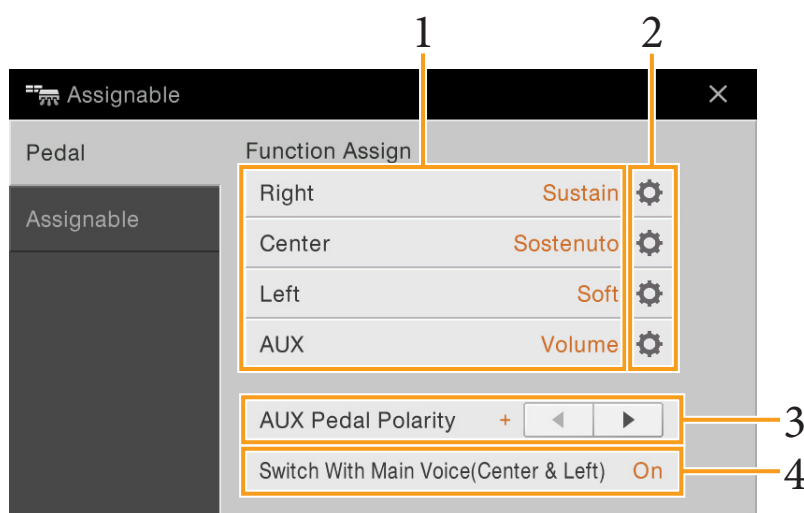 1 2
Assignable
Pedal Function Assign
Right Sustain
Assignable
Center Sostenuto
Left Soft
AUX Volume
AUX Pedal Polarity + 3
Switch With Main Voice(Center & Left) On 4